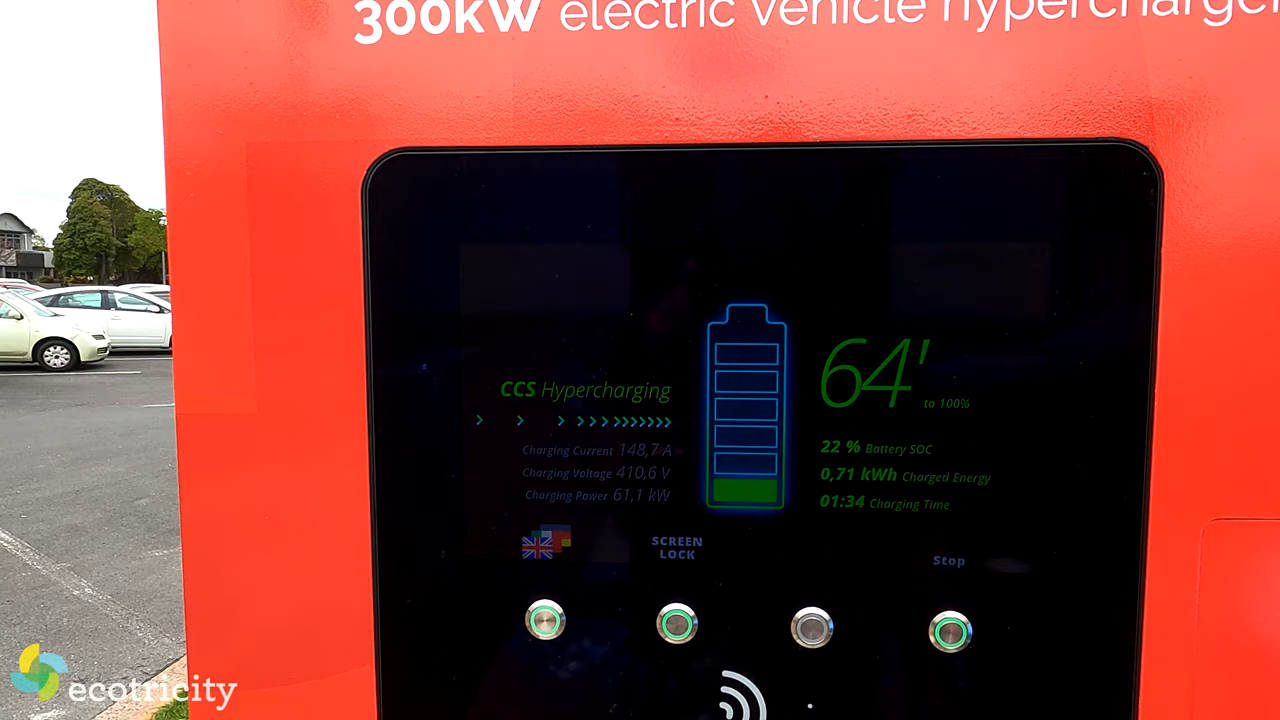 300kW electric vehicle hypercharger
CCS Hypercharging
Charging Current 148,7 A
Charging Voltage 410,6 V
Charging Power 61,1 kW
64'
to 100%
22 % Battery SOC
0,71 kWh Charged Energy
01:34 Charging Time
SCREEN
LOCK
Stop
ecotricity